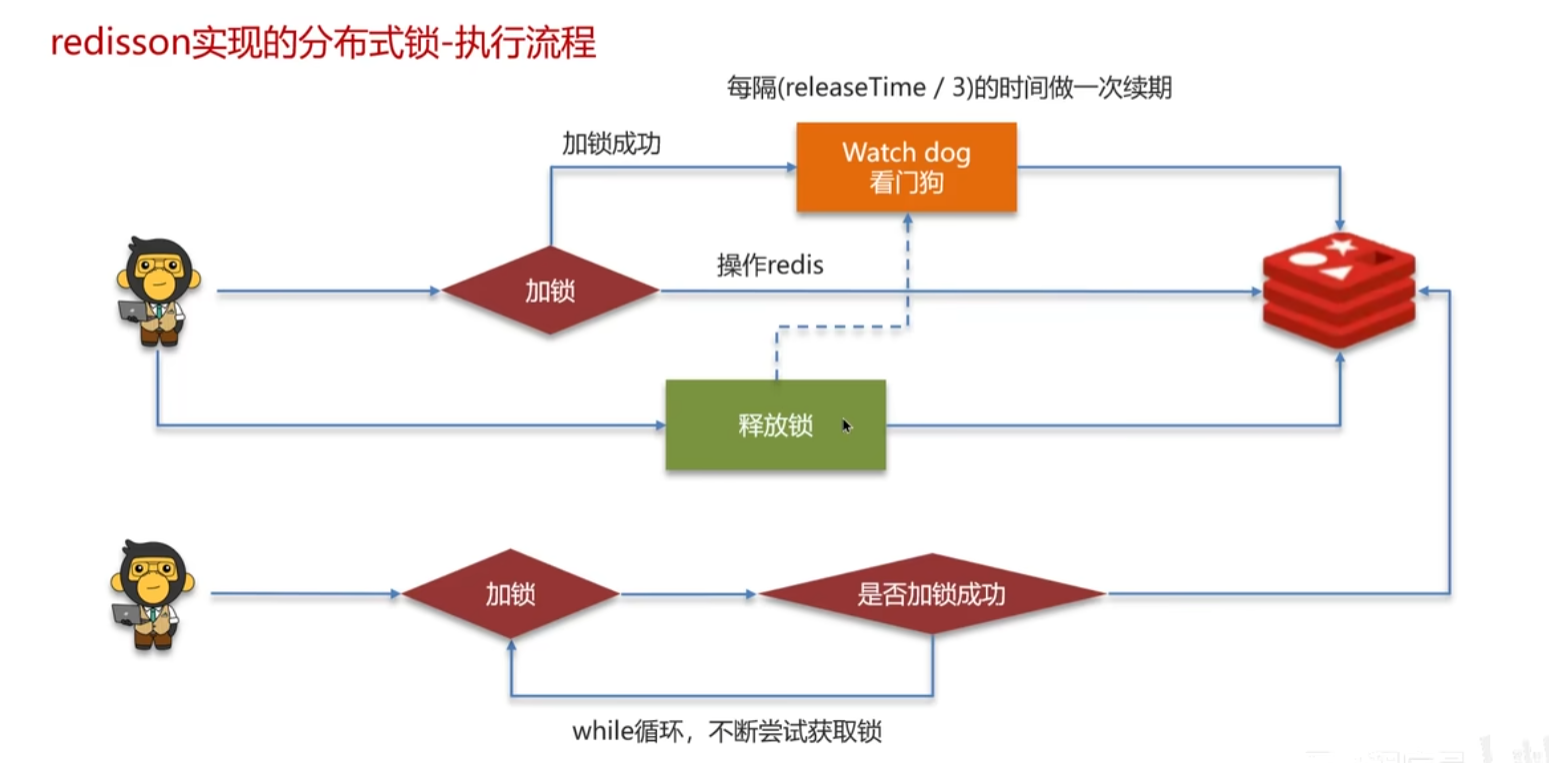 redisson实现的分布式锁-执行流程
每隔(releaseTime / 3)的时间做一次续期
加锁成功
Watch dog
看门狗
加锁
操作redis
释放锁
加锁
是否加锁成功
while循环，不断尝试获取锁